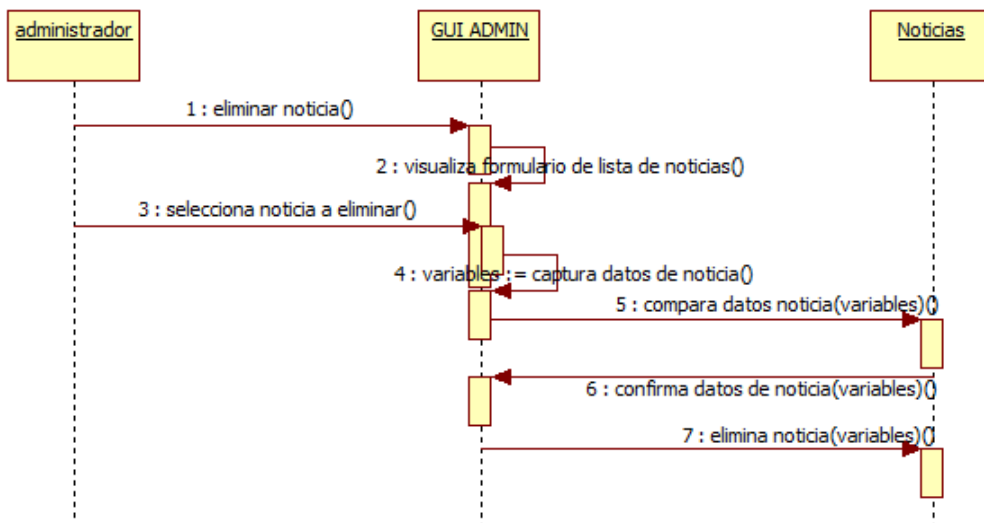 administrador
GUI ADMIN
Noticias
1 : eliminar noticia()
2 : visualiza formulario de lista de noticias()
3 : selecciona noticia a eliminar()
4 : variables := captura datos de noticia()
5 : compara datos noticia(variables)()
6 : confirma datos de noticia(variables)()
7 : elimina noticia(variables)()